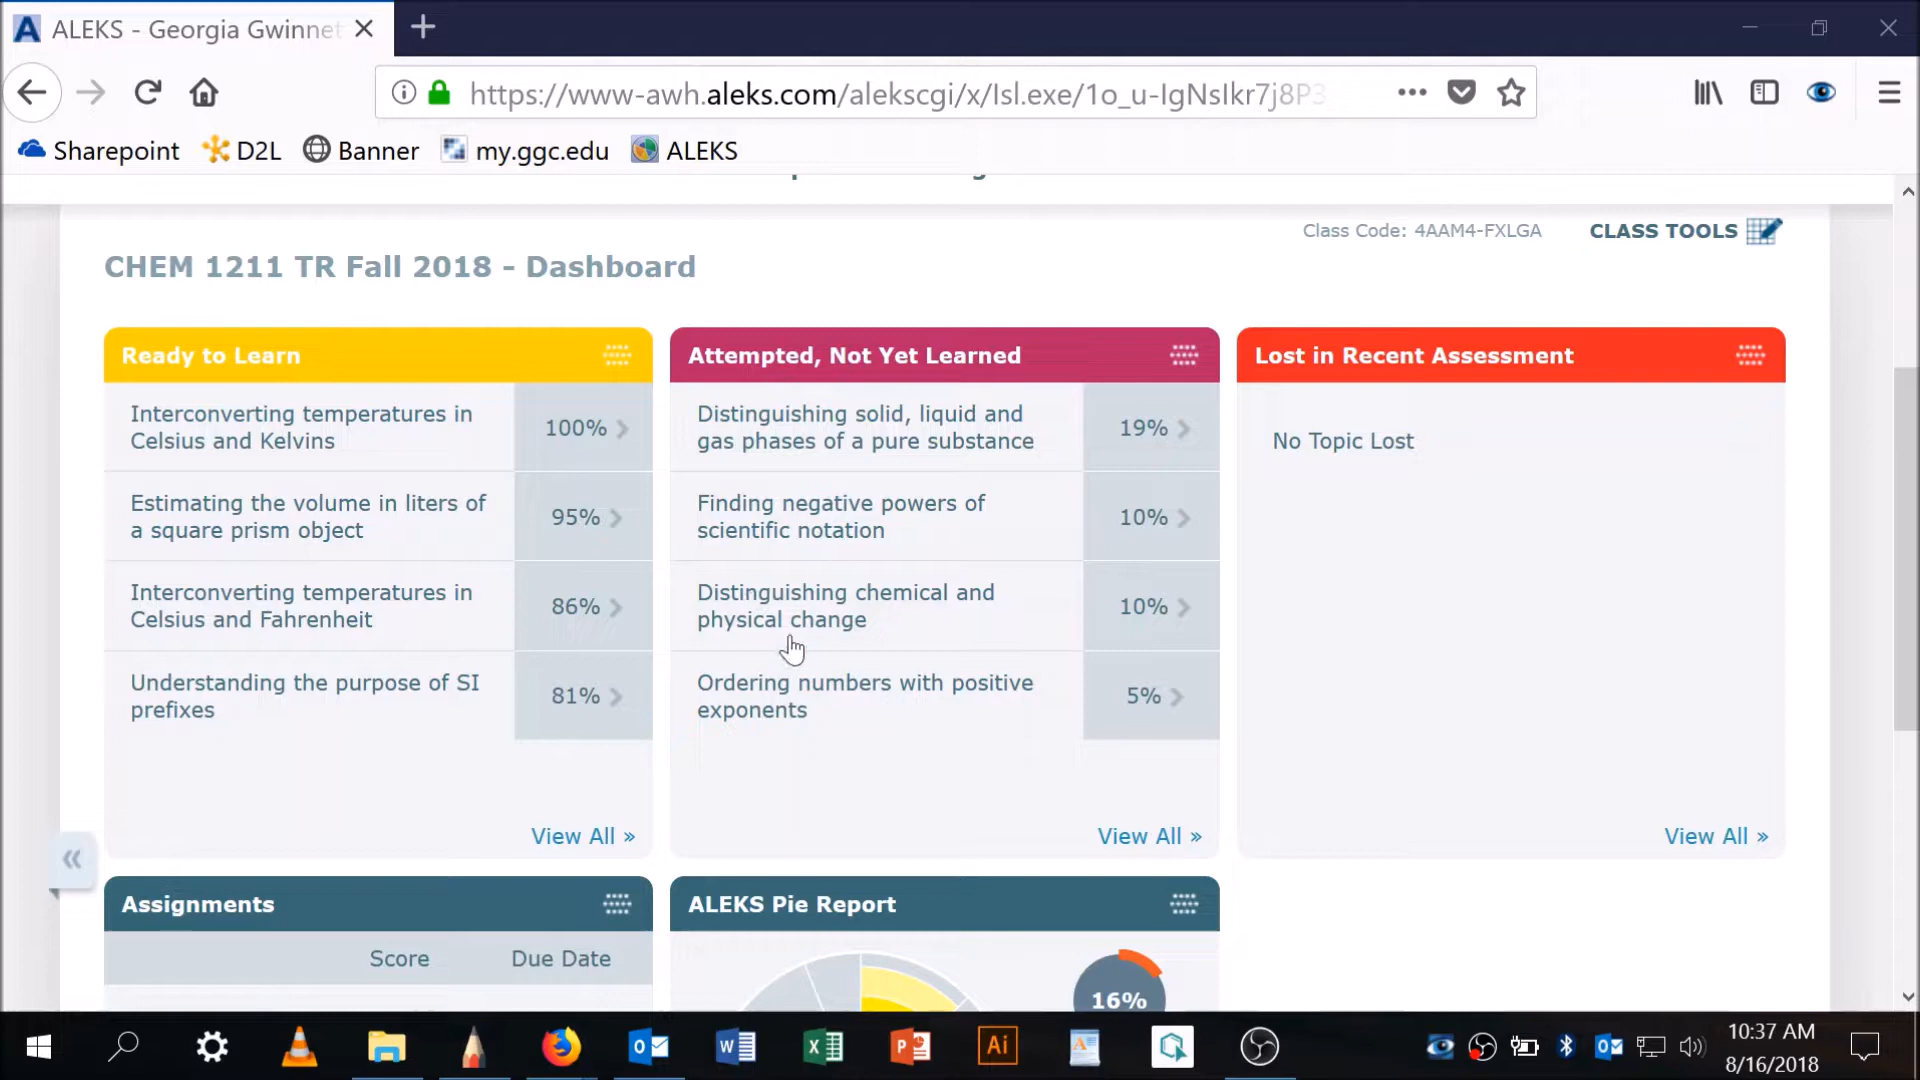 ALEKS - Georgia Gwinnet
https://www-awh.aleks.com/alekscgi/x/Isl.exe/1o_u-IgNsIkr7j8P3
Sharepoint D2L Banner my.ggc.edu ALEKS
Class Code: 4AAM4-FXLGA CLASS TOOLS
CHEM 1211 TR Fall 2018 - Dashboard
Ready to Learn
Interconverting temperatures in
Celsius and Kelvins
100%
Estimating the volume in liters of
a square prism object
95%
Interconverting temperatures in
Celsius and Fahrenheit
86%
Understanding the purpose of SI
prefixes
81%
View All »
Attempted, Not Yet Learned
Distinguishing solid, liquid and
gas phases of a pure substance
19%
Finding negative powers of
scientific notation
10%
Distinguishing chemical and
physical change
10%
Ordering numbers with positive
exponents
5%
View All »
Lost in Recent Assessment
No Topic Lost
View All »
Assignments
Score Due Date
ALEKS Pie Report
16%
Ai
10:37 AM
8/16/2018